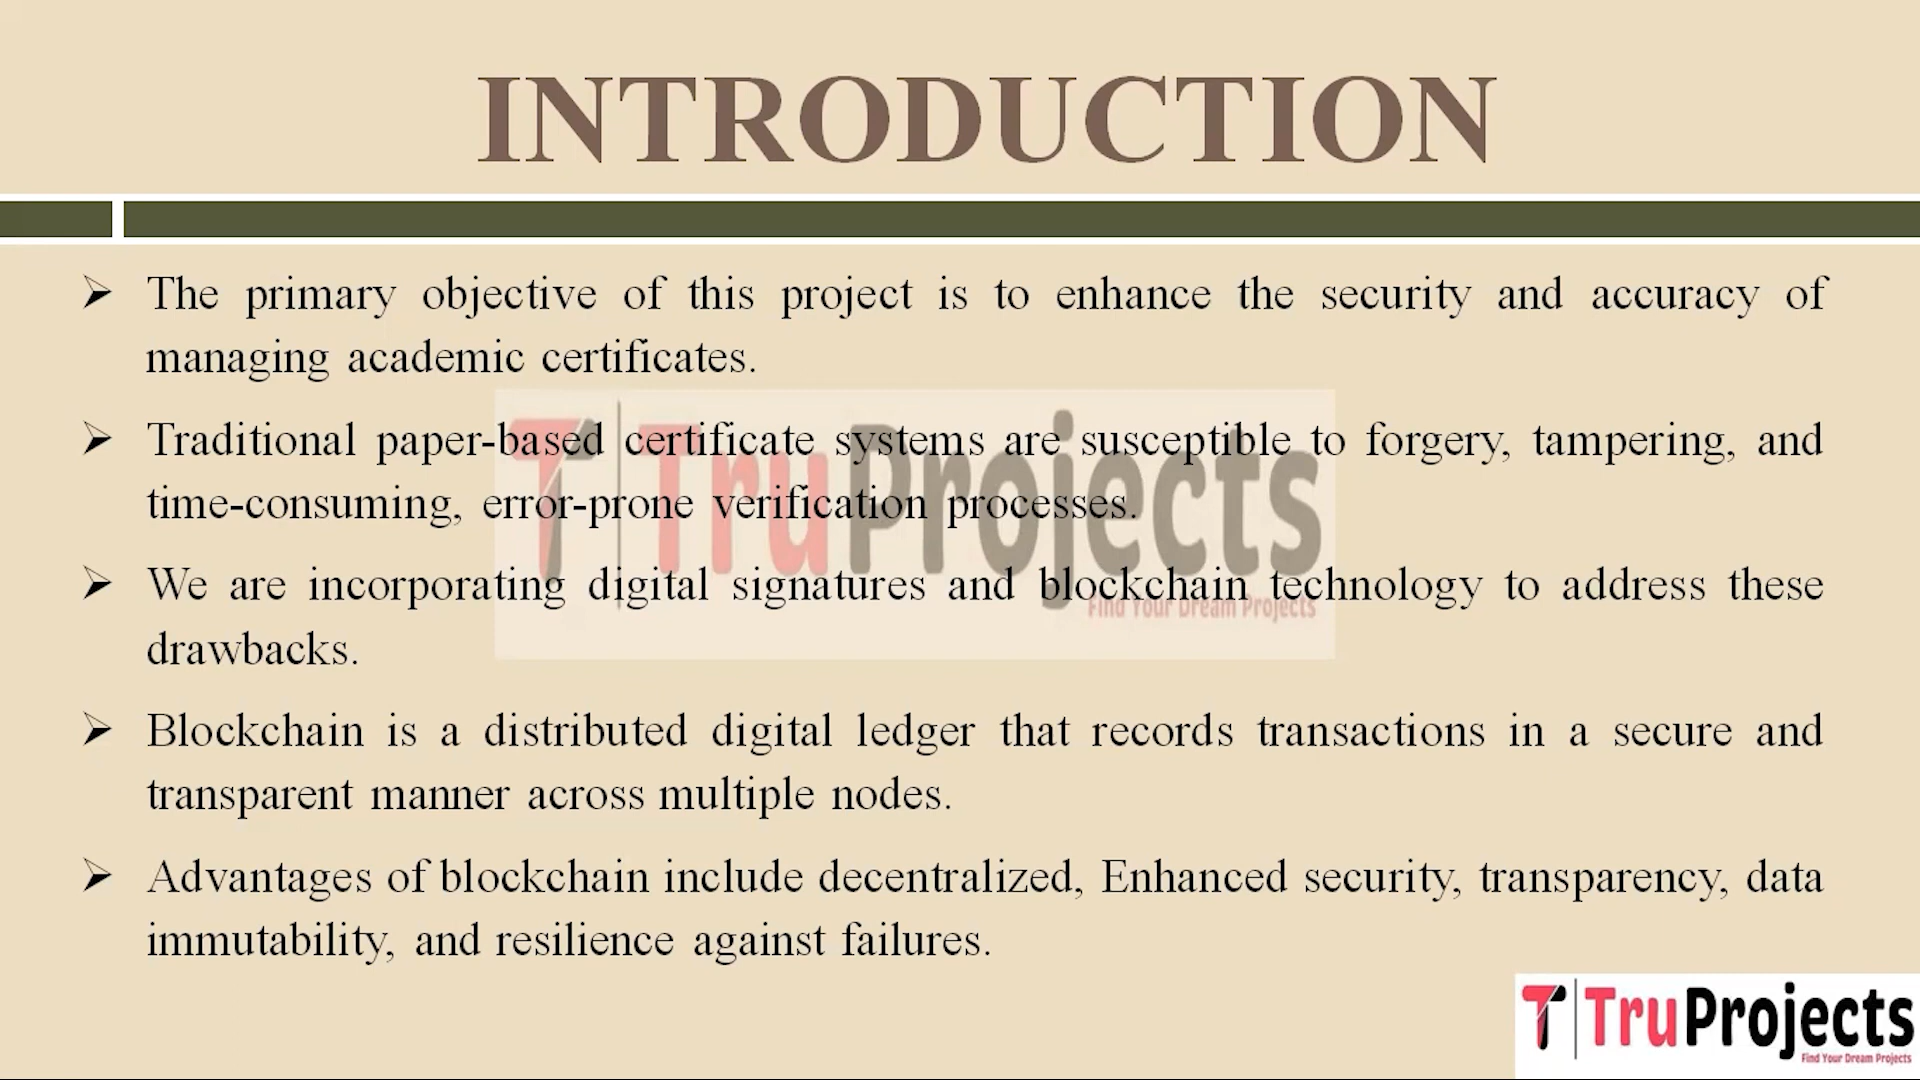 INTRODUCTION
➢ The primary objective of this project is to enhance the security and accuracy of
managing academic certificates.
➢ Traditional paper-based certificate systems are susceptible to forgery, tampering, and
time-consuming, error-prone verification processes.
➢ We are incorporating digital signatures and blockchain technology to address these
drawbacks.
➢ Blockchain is a distributed digital ledger that records transactions in a secure and
transparent manner across multiple nodes.
➢ Advantages of blockchain include decentralized, Enhanced security, transparency, data
immutability, and resilience against failures.
TruProjects
Find Your Dream Projects
T TruProjects
Find Your Dream Projects